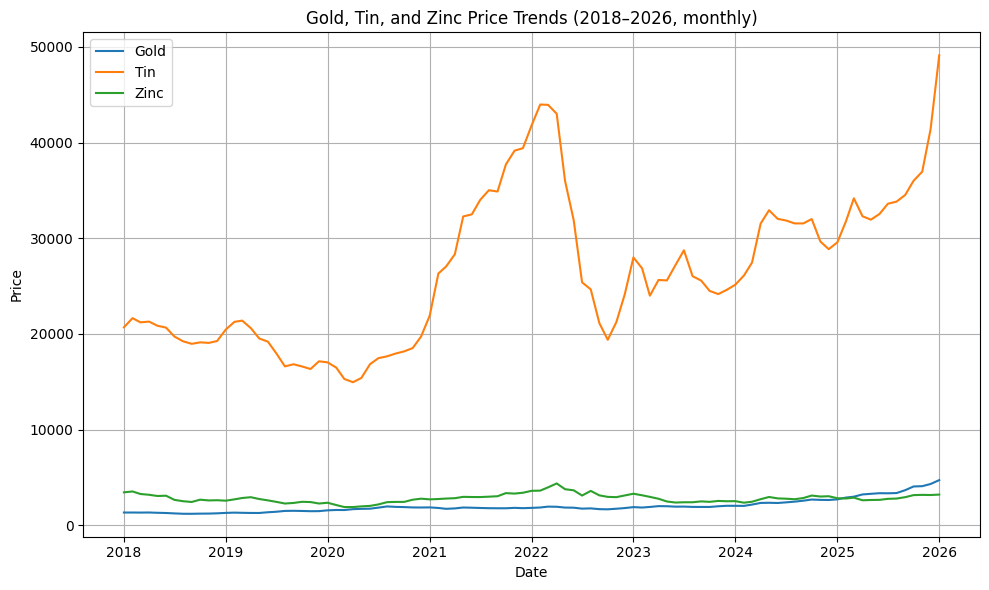 Gold, Tin, and Zinc Price Trends (2018–2026, monthly)
Gold
Tin
Zinc
50000
40000
30000
20000
10000
0
Price
2018 2019 2020 2021 2022 2023 2024 2025 2026
Date